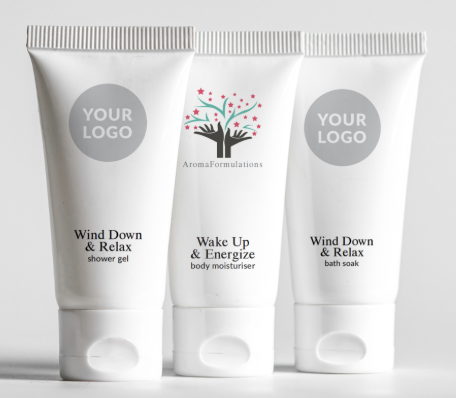 YOUR
LOGO
Wind Down
& Relax
shower gel
AromaFormulations
Wake Up
& Energize
body moisturiser
YOUR
LOGO
Wind Down
& Relax
bath soak